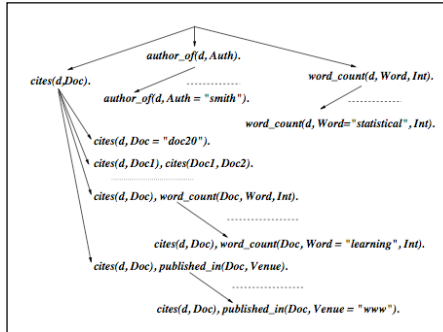 author_of(d, Auth).
cites(d,Doc).
word_count(d, Word, Int).
author_of(d, Auth = "smith").
word_count(d, Word="statistical", Int).
cites(d, Doc = "doc20").
cites(d, Doc1), cites(Doc1, Doc2).
cites(d, Doc), word_count(Doc, Word, Int).
cites(d, Doc), word_count(Doc, Word = "learning", Int).
cites(d, Doc), published_in(Doc, Venue).
cites(d, Doc), published_in(Doc, Venue = "www").